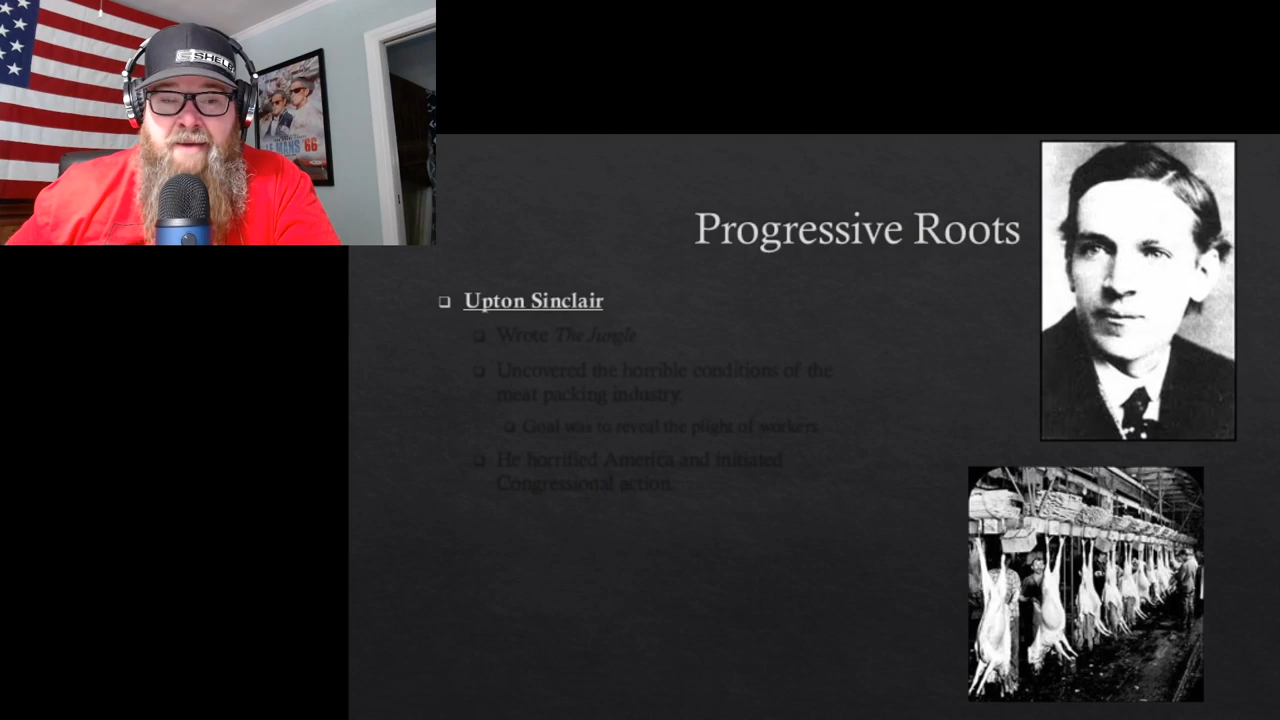 SHELB
LE MANS '66
Progressive Roots
Upton Sinclair
Wrote The Jungle
Uncovered the horrible conditions of the
meat packing industry.
Goal was to reveal the plight of workers
He horrified America and initiated
Congressional action.